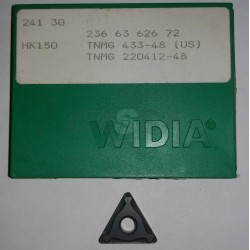 241 30
236 63 626 72
HK150 TNMG 433-48 (US)
TNMG 220412-48
WIDIA